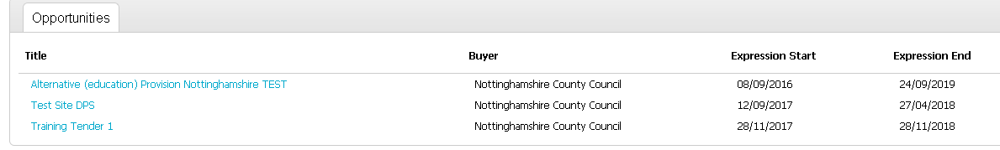 Opportunities
Title Buyer Expression Start Expression End
Alternative (education) Provision Nottinghamshire TEST Nottinghamshire County Council 08/09/2016 24/09/2019
Test Site DPS Nottinghamshire County Council 12/09/2017 27/04/2018
Training Tender 1 Nottinghamshire County Council 28/11/2017 28/11/2018